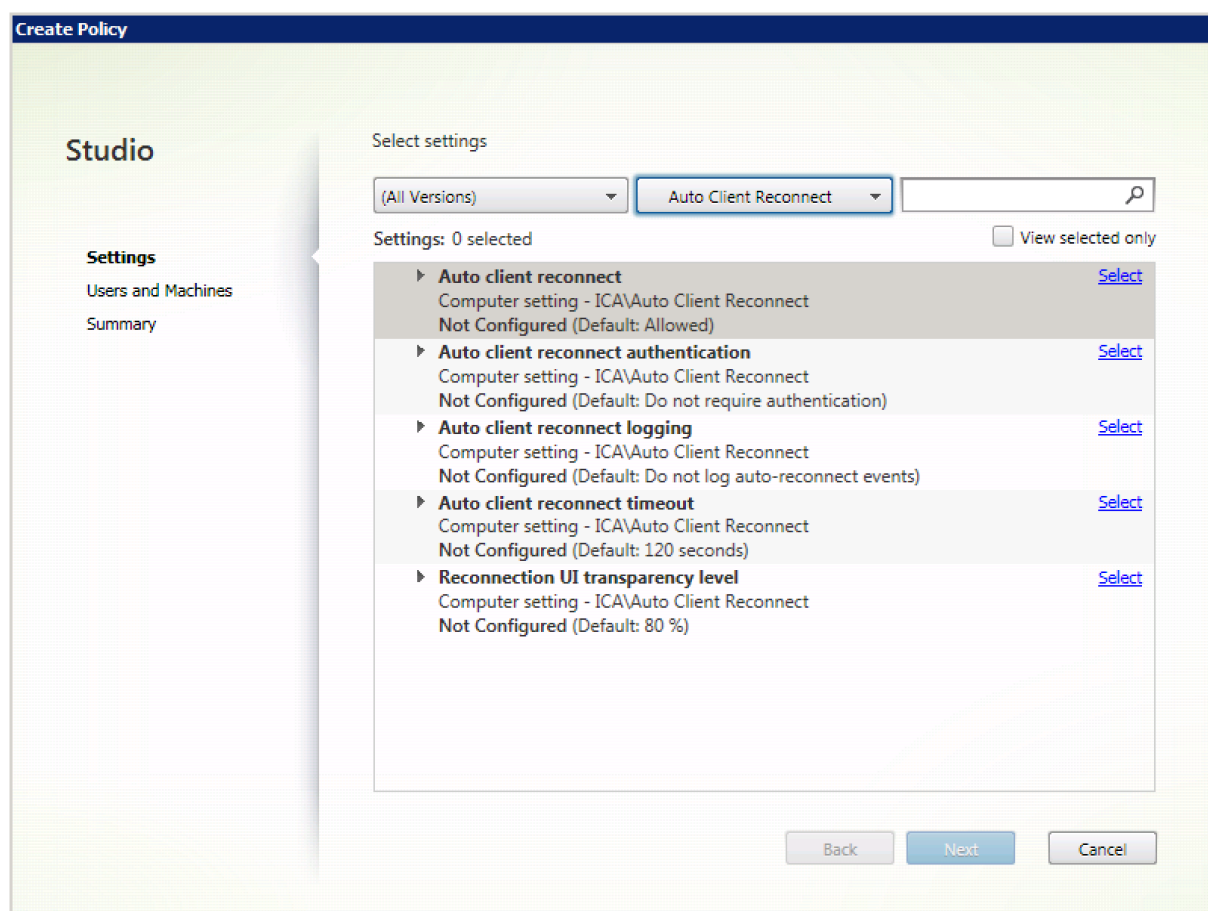 Create Policy
Studio
Settings
Users and Machines
Summary
Select settings
(All Versions)
Auto Client Reconnect
Settings: 0 selected
View selected only
Auto client reconnect
Select
Computer setting - ICA\Auto Client Reconnect
Not Configured (Default: Allowed)
Auto client reconnect authentication
Select
Computer setting - ICA\Auto Client Reconnect
Not Configured (Default: Do not require authentication)
Auto client reconnect logging
Select
Computer setting - ICA\Auto Client Reconnect
Not Configured (Default: Do not log auto-reconnect events)
Auto client reconnect timeout
Select
Computer setting - ICA\Auto Client Reconnect
Not Configured (Default: 120 seconds)
Reconnection UI transparency level
Select
Computer setting - ICA\Auto Client Reconnect
Not Configured (Default: 80 %)
Back
Next
Cancel